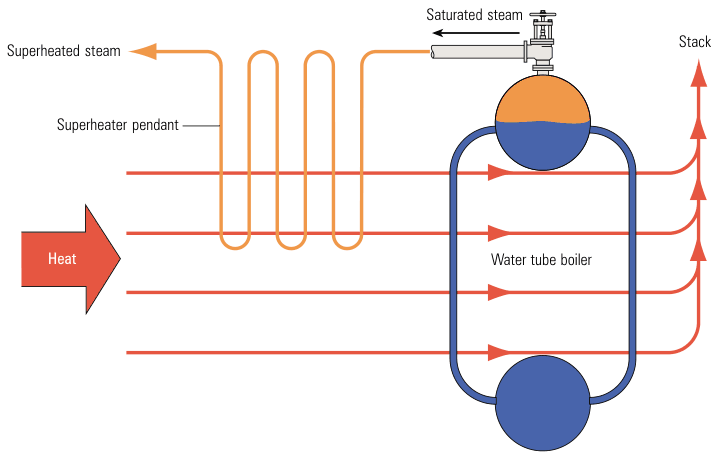 Saturated steam
Superheated steam
Stack
Superheater pendant
Heat
Water tube boiler